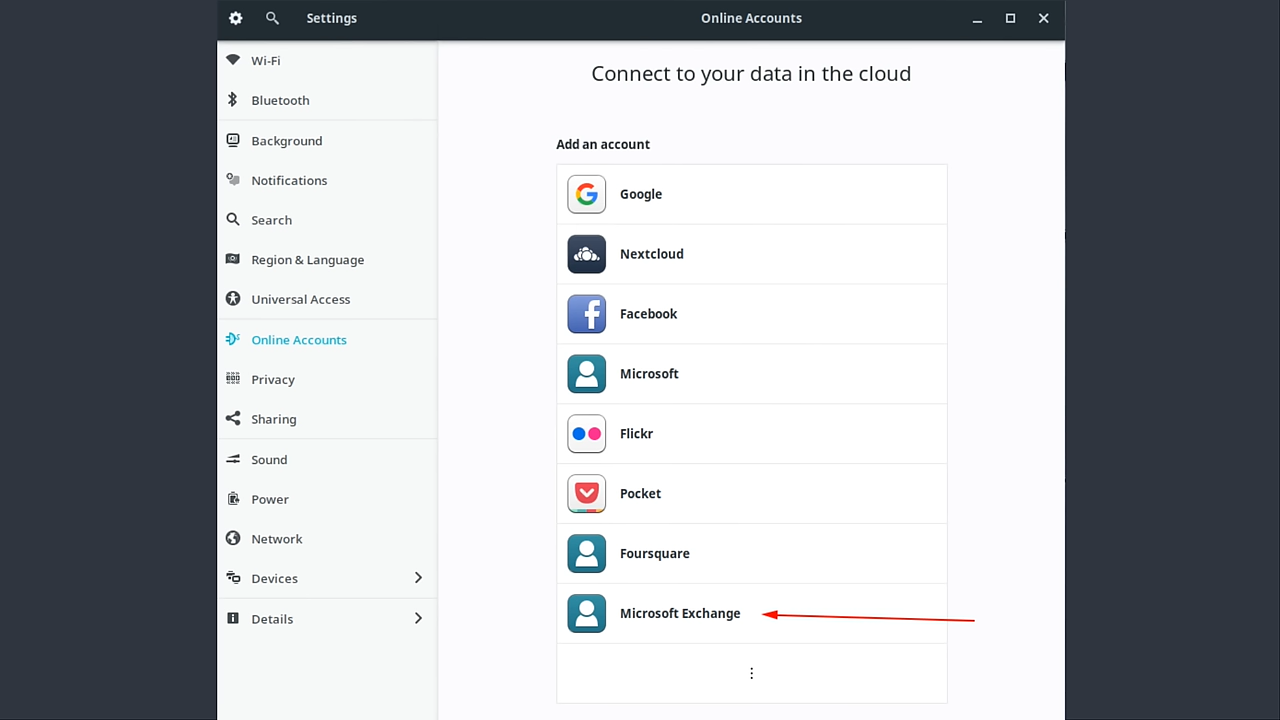 Settings
Online Accounts
Wi-Fi
Bluetooth
Background
Notifications
Search
Region & Language
Universal Access
Online Accounts
Privacy
Sharing
Sound
Power
Network
Devices
Details
Connect to your data in the cloud
Add an account
Google
Nextcloud
Facebook
Microsoft
Flickr
Pocket
Foursquare
Microsoft Exchange